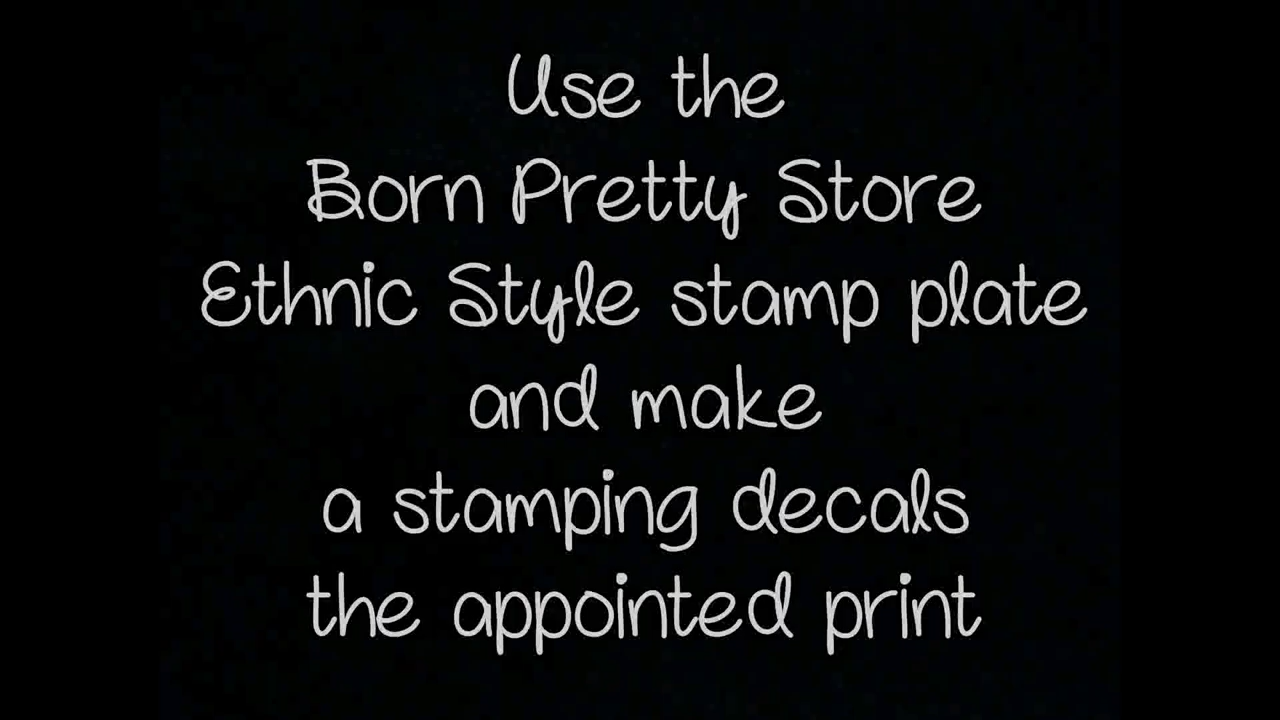 Use the
Born Pretty Store
Ethnic Style stamp plate
and make
a stamping decals
the appointed print